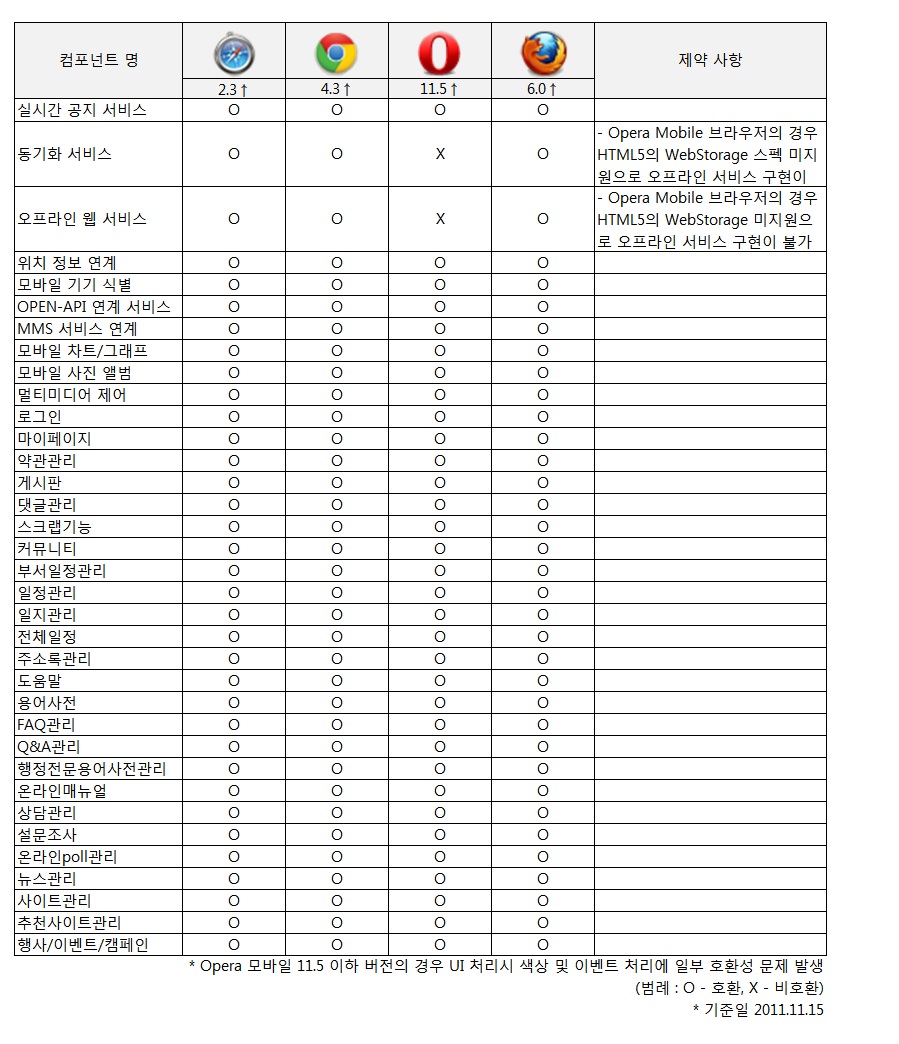 컴포넌트 명 제약 사항
2.3↑ 4.3↑ 11.5↑ 6.0↑
실시간 공지 서비스 O O O O
동기화 서비스 O O X O - Opera Mobile 브라우저의 경우
HTML5의 WebStorage 스펙 미지
원으로 오프라인 서비스 구현이
오프라인 웹 서비스 O O X O - Opera Mobile 브라우저의 경우
HTML5의 WebStorage 미지원으
로 오프라인 서비스 구현이 불가
위치 정보 연계 O O O O
모바일 기기 식별 O O O O
OPEN-API 연계 서비스 O O O O
MMS 서비스 연계 O O O O
모바일 차트/그래프 O O O O
모바일 사진 앨범 O O O O
멀티미디어 제어 O O O O
로그인 O O O O
마이페이지 O O O O
약관관리 O O O O
게시판 O O O O
댓글관리 O O O O
스크랩기능 O O O O
커뮤니티 O O O O
부서일정관리 O O O O
일정관리 O O O O
일지관리 O O O O
전체일정 O O O O
주소록관리 O O O O
도움말 O O O O
용어사전 O O O O
FAQ관리 O O O O
Q&A관리 O O O O
행정전문용어사전관리 O O O O
온라인매뉴얼 O O O O
상담관리 O O O O
설문조사 O O O O
온라인poll관리 O O O O
뉴스관리 O O O O
사이트관리 O O O O
추천사이트관리 O O O O
행사/이벤트/캠페인 O O O O
* Opera 모바일 11.5 이하 버전의 경우 UI 처리시 색상 및 이벤트 처리에 일부 호환성 문제 발생
(범례 : O - 호환, X - 비호환)
* 기준일 2011.11.15